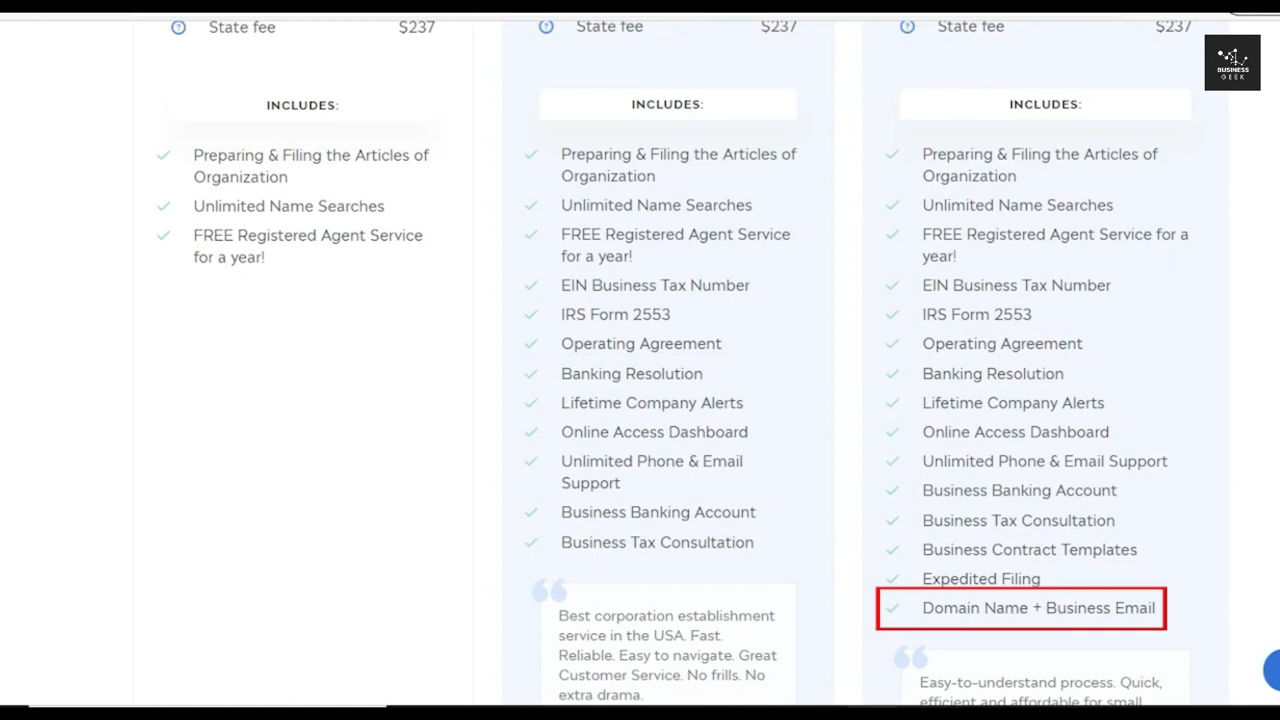 State fee $237
INCLUDES:
Preparing & Filing the Articles of
Organization
Unlimited Name Searches
FREE Registered Agent Service
for a year!
State fee $237
INCLUDES:
Preparing & Filing the Articles of
Organization
Unlimited Name Searches
FREE Registered Agent Service
for a year!
EIN Business Tax Number
IRS Form 2553
Operating Agreement
Banking Resolution
Lifetime Company Alerts
Online Access Dashboard
Unlimited Phone & Email
Support
Business Banking Account
Business Tax Consultation
Best corporation establishment
service in the USA. Fast.
Reliable. Easy to navigate. Great
Customer Service. No frills. No
extra drama.
State fee $237
INCLUDES:
Preparing & Filing the Articles of
Organization
Unlimited Name Searches
FREE Registered Agent Service for a
year!
EIN Business Tax Number
IRS Form 2553
Operating Agreement
Banking Resolution
Lifetime Company Alerts
Online Access Dashboard
Unlimited Phone & Email Support
Business Banking Account
Business Tax Consultation
Business Contract Templates
Expedited Filing
Domain Name + Business Email
Easy-to-understand process. Quick,
efficient and affordable for small
BUSINESS
GEEK